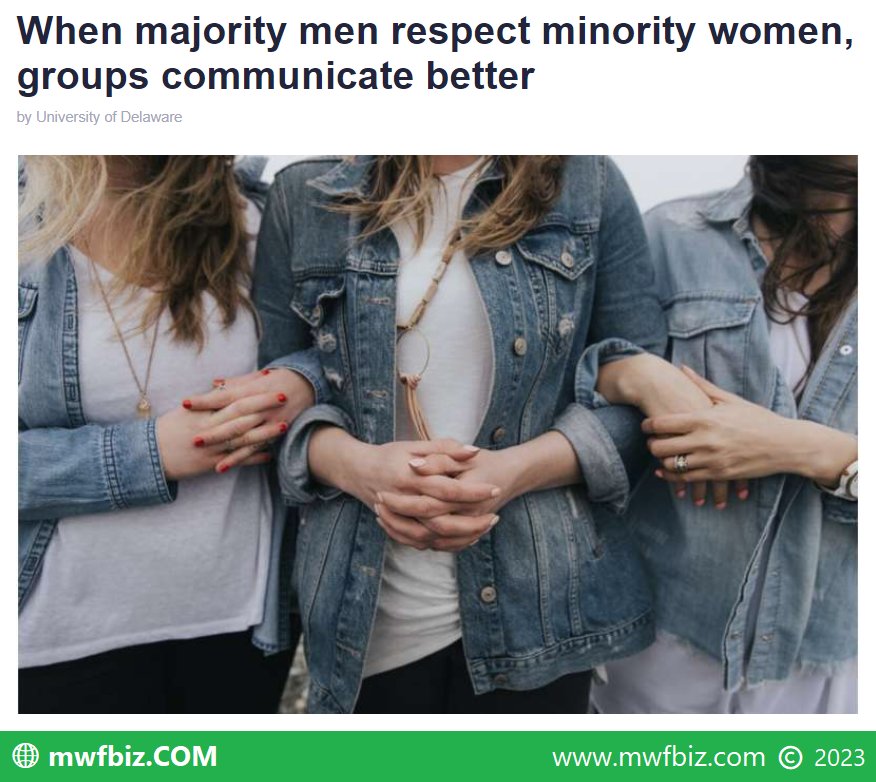 When majority men respect minority women,
groups communicate better
by University of Delaware
mwfbiz.COM
www.mwfbiz.com © 2023